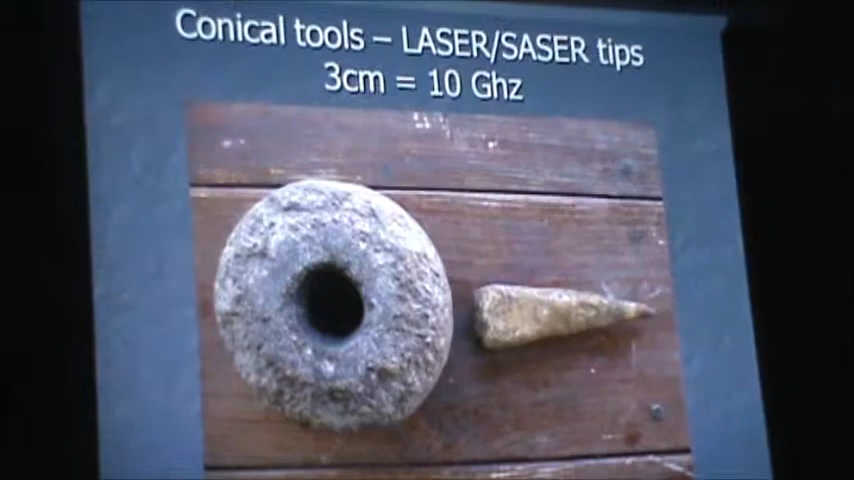 Conical tools – LASER/SASER tips
3cm = 10 Ghz